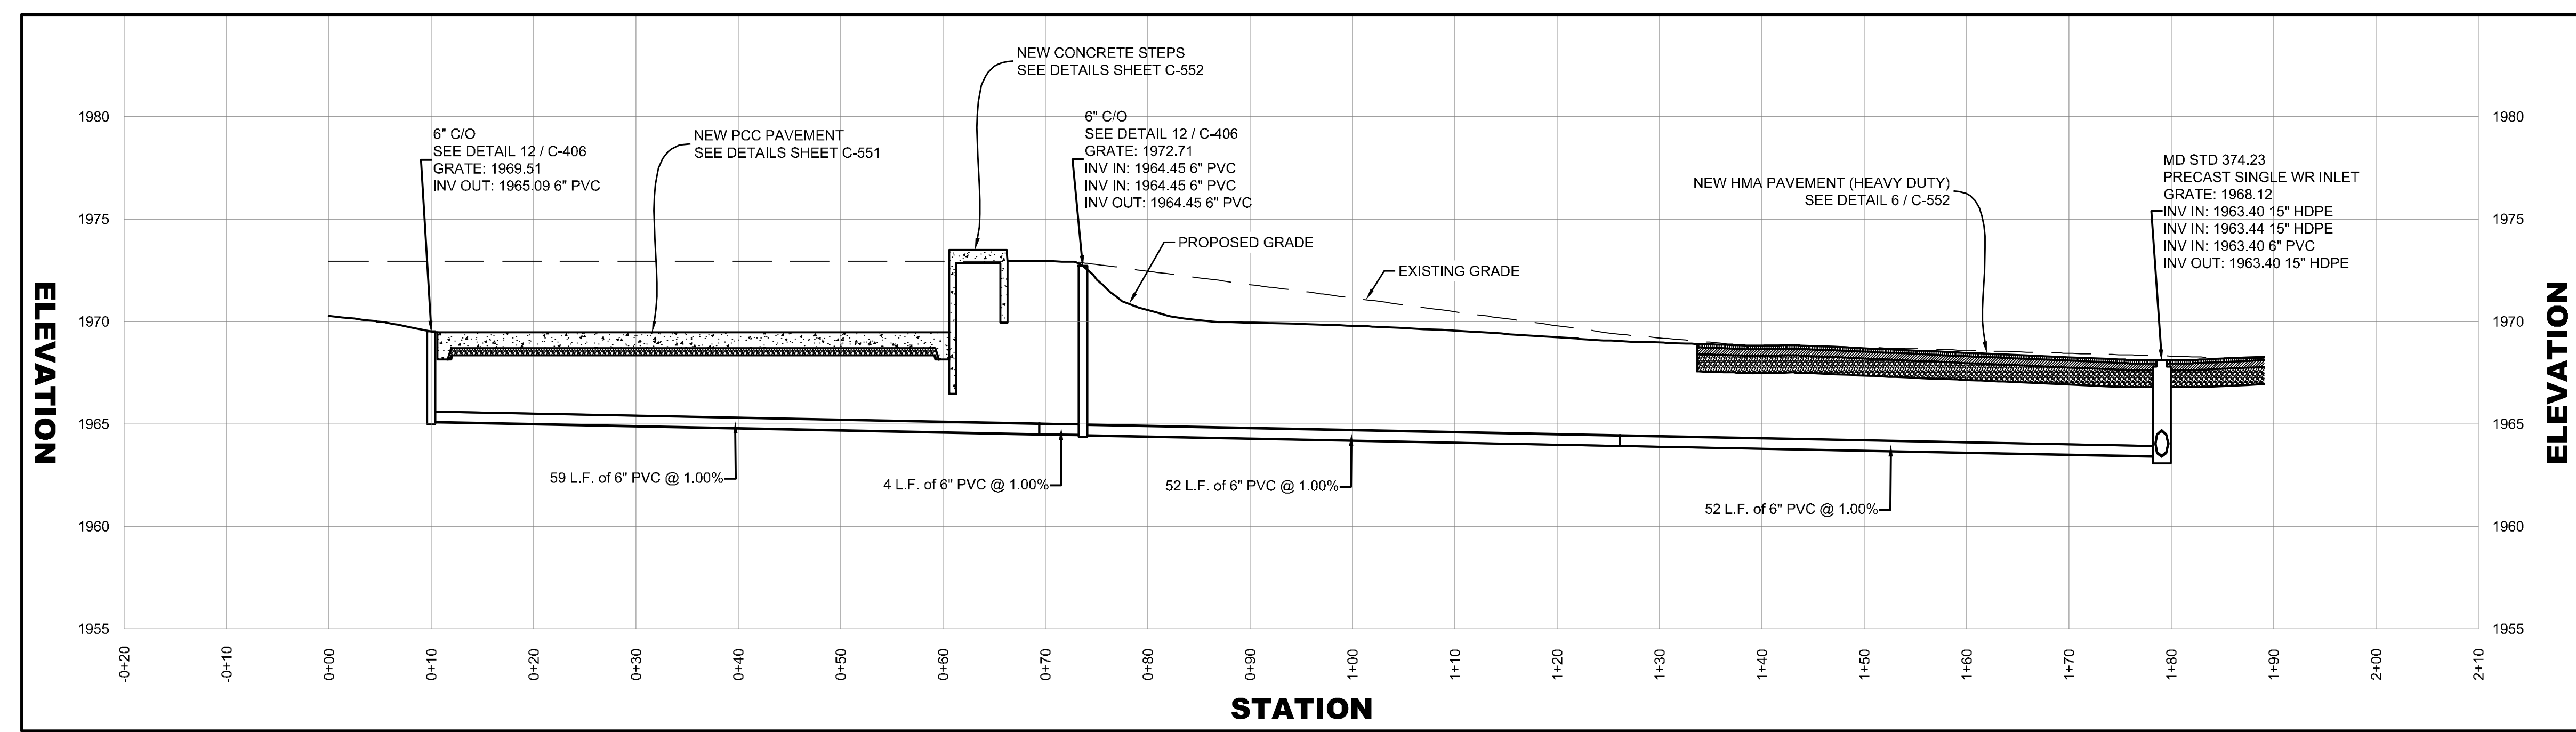 NEW CONCRETE STEPS
SEE DETAILS SHEET C-552
6" C/O
SEE DETAIL 12 / C-406
GRATE: 1969.51
INV OUT: 1965.09 6" PVC
NEW PCC PAVEMENT
SEE DETAILS SHEET C-551
6" C/O
SEE DETAIL 12 / C-406
GRATE: 1972.71
INV IN: 1964.45 6" PVC
INV IN: 1964.45 6" PVC
INV OUT: 1964.45 6" PVC
NEW HMA PAVEMENT (HEAVY DUTY)
SEE DETAIL 6 / C-552
MD STD 374.23
PRECAST SINGLE WR INLET
GRATE: 1968.12
INV IN: 1963.40 15" HDPE
INV IN: 1963.44 15" HDPE
INV IN: 1963.40 6" PVC
INV OUT: 1963.40 15" HDPE
PROPOSED GRADE
EXISTING GRADE
59 L.F. of 6" PVC @ 1.00%
4 L.F. of 6" PVC @ 1.00%
52 L.F. of 6" PVC @ 1.00%
52 L.F. of 6" PVC @ 1.00%
ELEVATION
1980
1975
1970
1965
1960
1955
1980
1975
1970
1965
1960
1955
ELEVATION
-0+20
-0+10
0+00
0+10
0+20
0+30
0+40
0+50
0+60
0+70
0+80
0+90
1+00
1+10
1+20
1+30
1+40
1+50
1+60
1+70
1+80
1+90
2+00
2+10
STATION